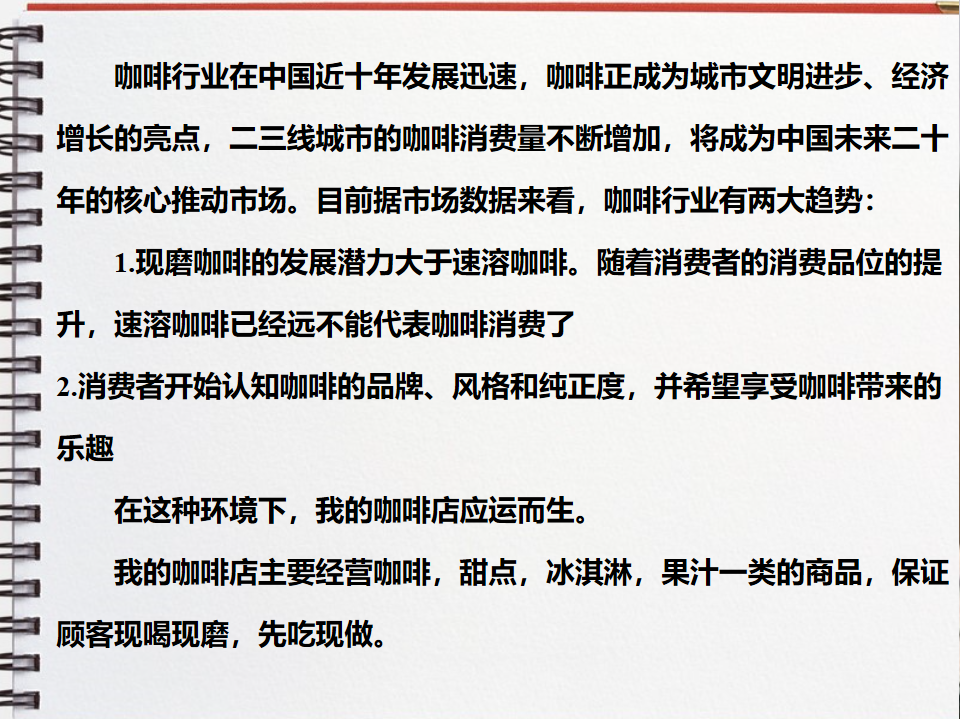 咖啡行业在中国近十年发展迅速，咖啡正成为城市文明进步、经济
增长的亮点，二三线城市的咖啡消费量不断增加，将成为中国未来二十
年的核心推动市场。目前据市场数据来看，咖啡行业有两大趋势：
1.现磨咖啡的发展潜力大于速溶咖啡。随着消费者的消费品位的提
升，速溶咖啡已经远不能代表咖啡消费了
2.消费者开始认知咖啡的品牌、风格和纯正度，并希望享受咖啡带来的
乐趣
在这种环境下，我的咖啡店应运而生。
我的咖啡店主要经营咖啡，甜点，冰淇淋，果汁一类的商品，保证
顾客现喝现磨，先吃现做。